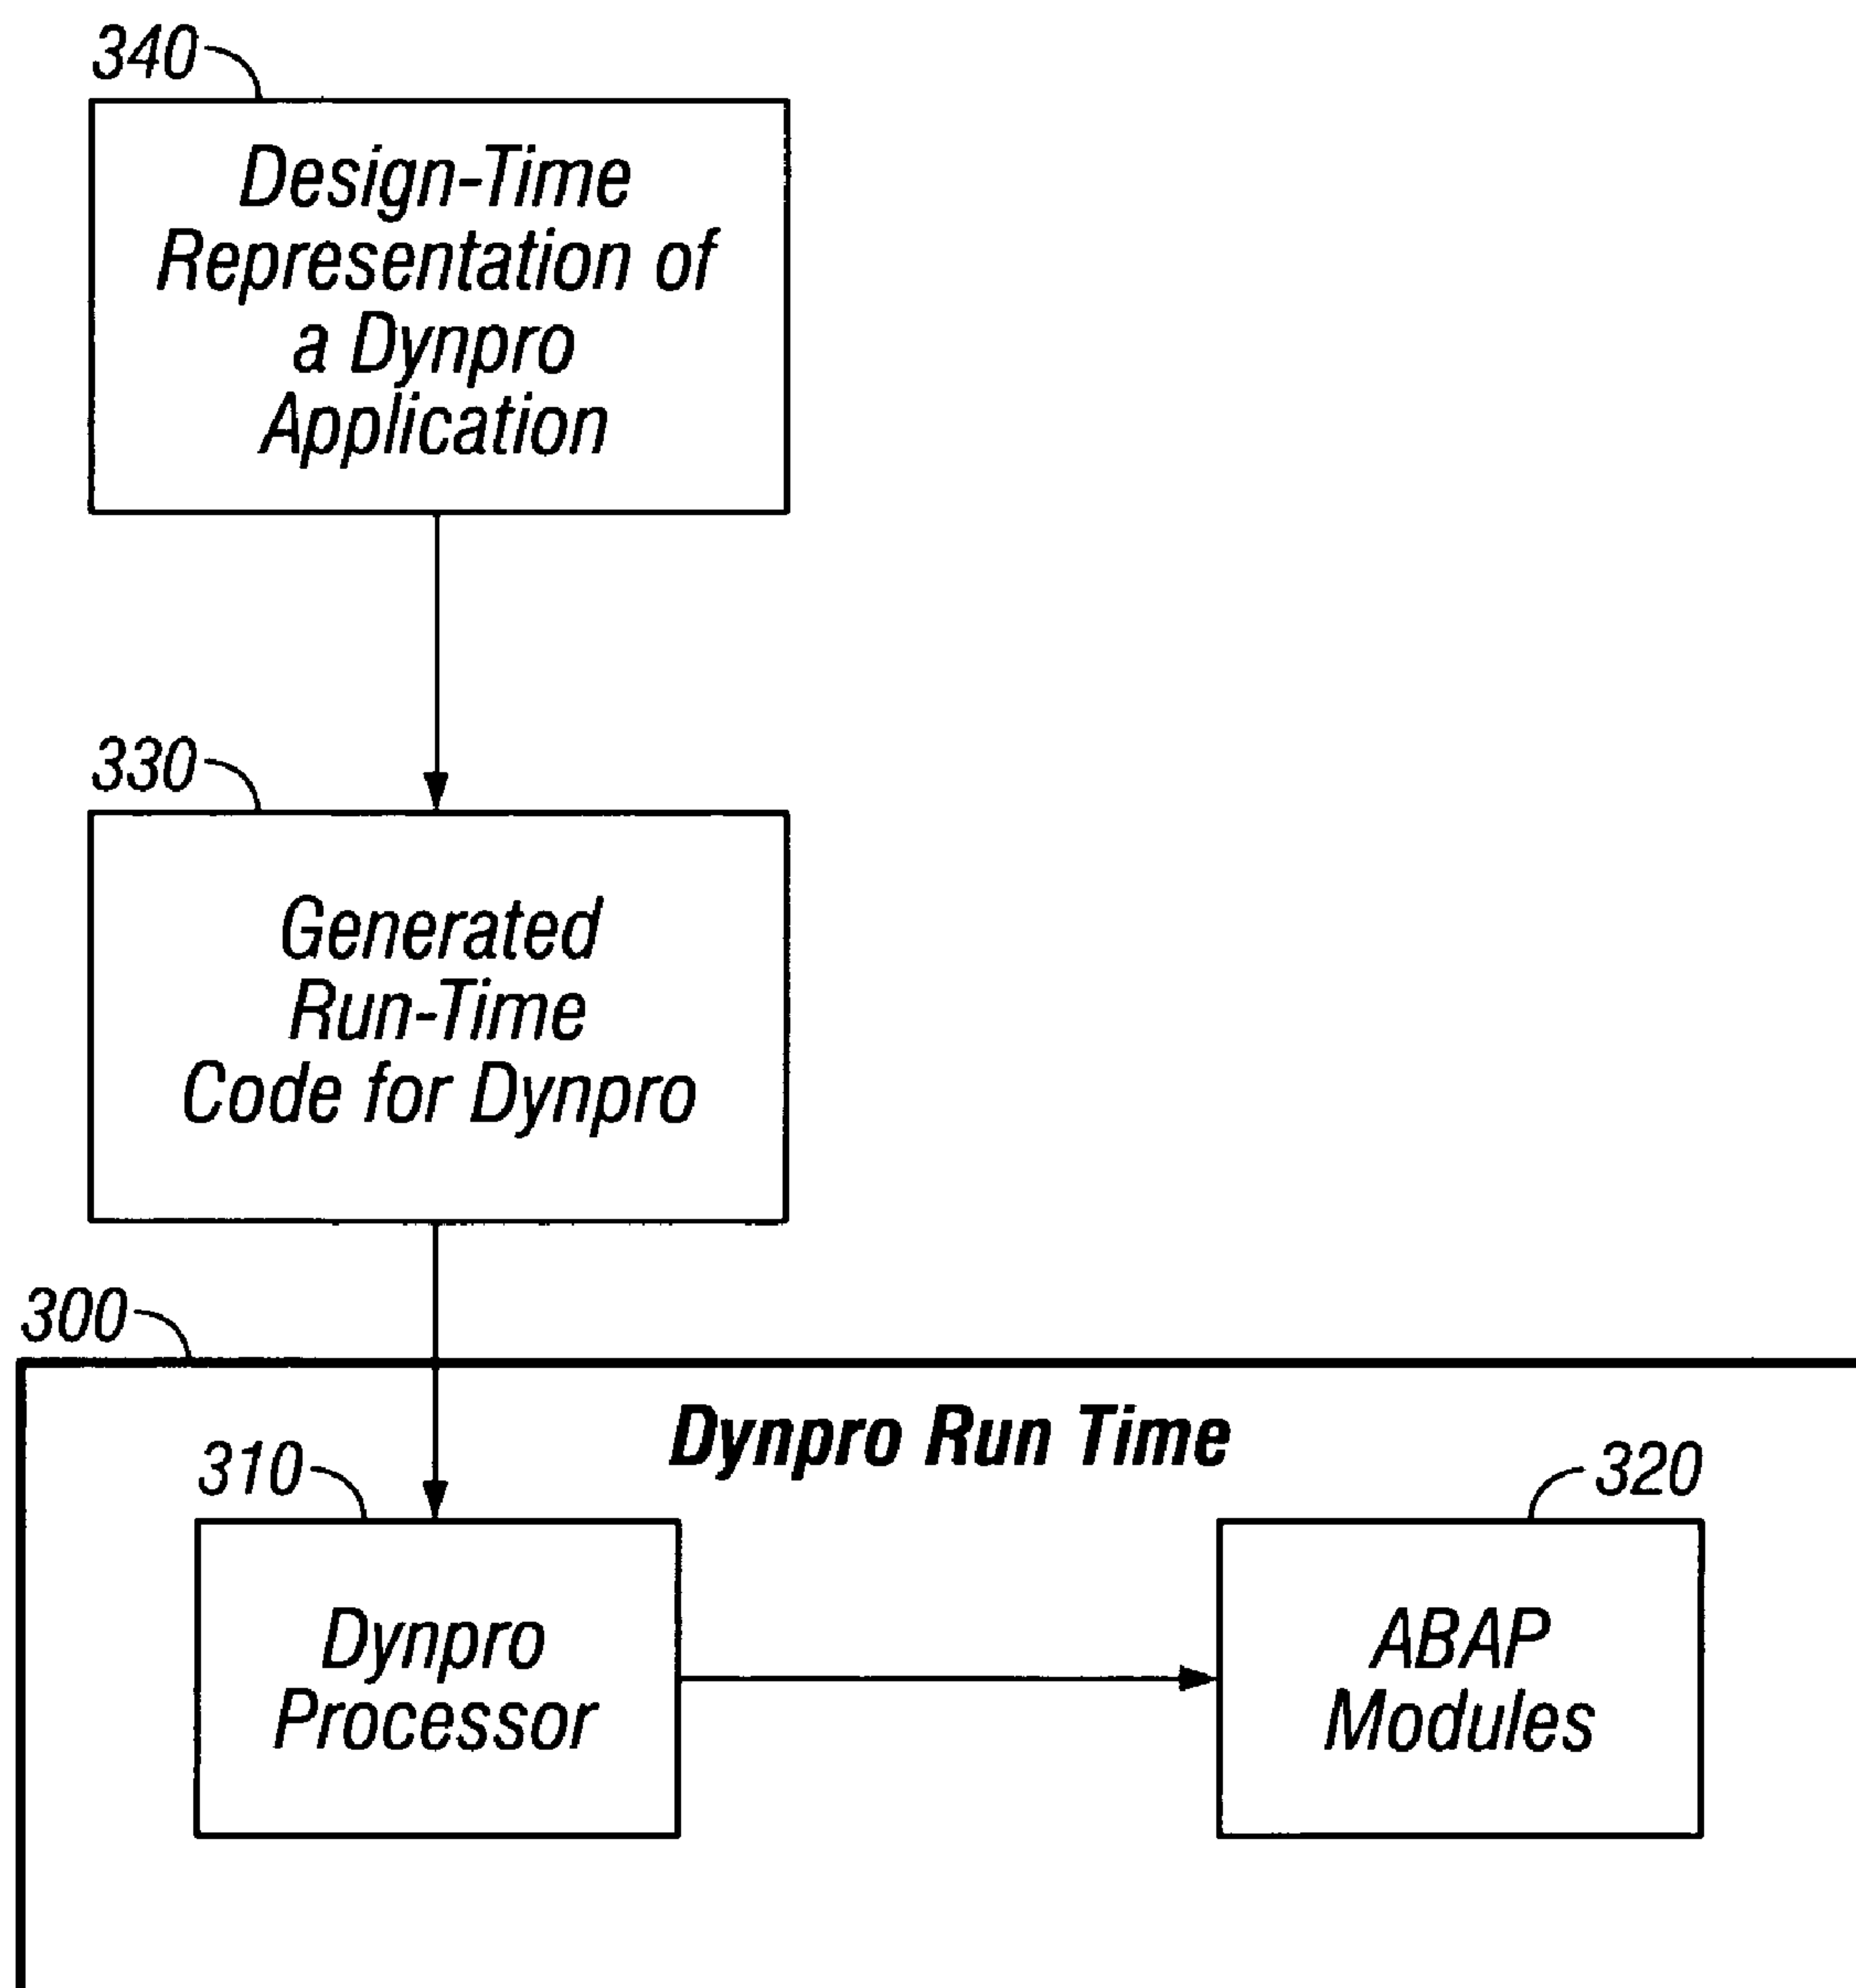 340
Design-Time
Representation of
a Dynpro
Application
330
Generated
Run-Time
Code for Dynpro
300
Dynpro Run Time
310
320
Dynpro
Processor
ABAP
Modules